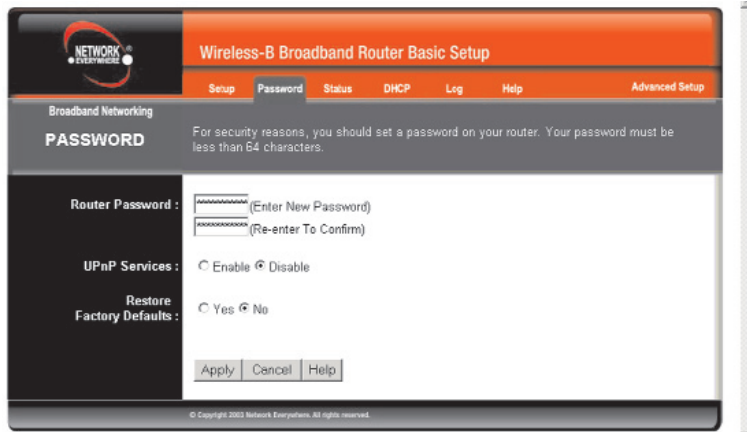 NETWORK
EVERYWHERE
Wireless-B Broadband Router Basic Setup
Setup Password Status DHCP Log Help Advanced Setup
Broadband Networking
PASSWORD
For security reasons, you should set a password on your router. Your password must be
less than 64 characters.
Router Password : (Enter New Password)
(Re-enter To Confirm)
UPnP Services : Enable Disable
Restore
Factory Defaults : Yes No
Apply Cancel Help
© Copyright 2003 Network Everywhere. All rights reserved.